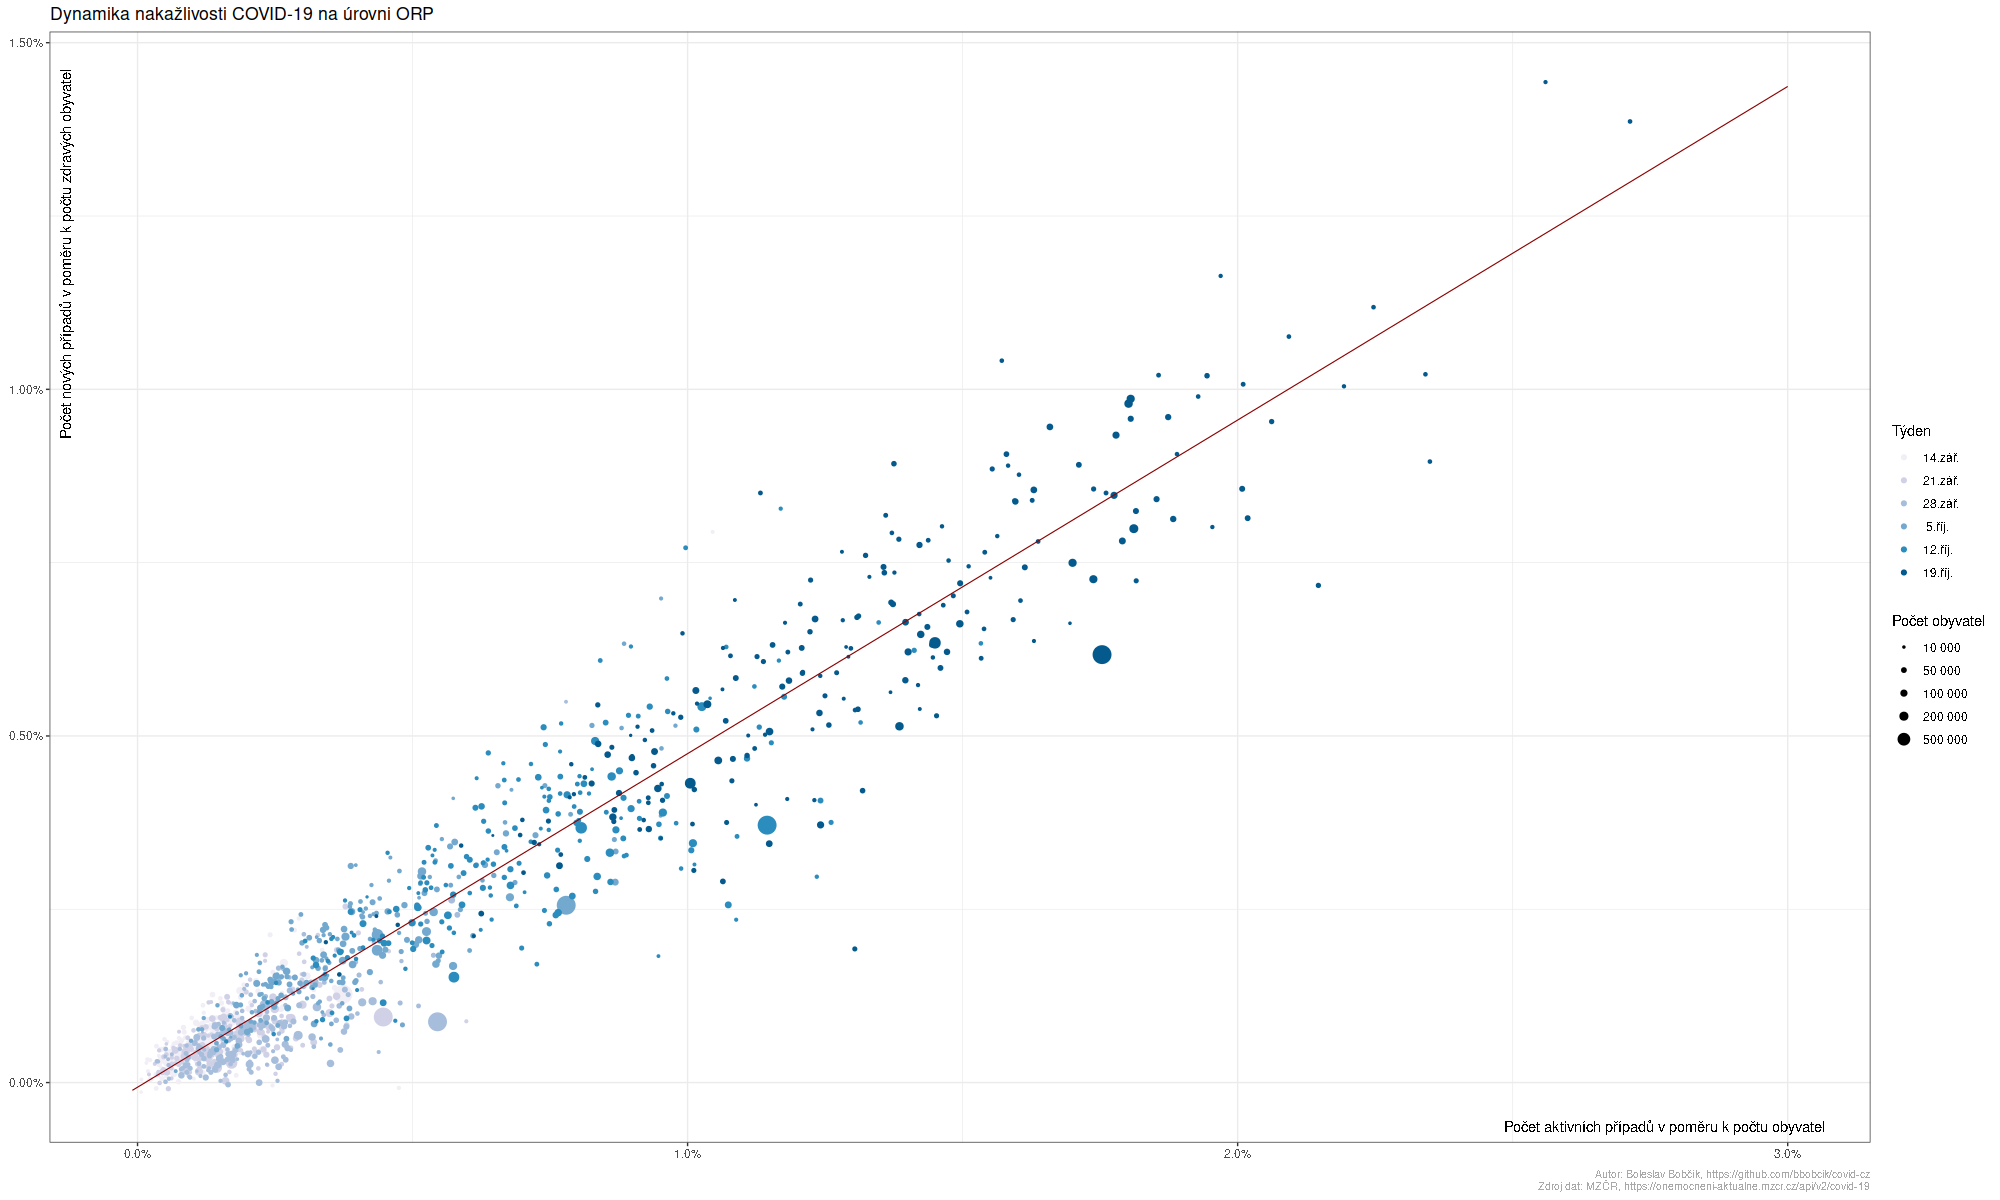 Dynamika nakažlivosti COVID-19 na úrovni ORP
1.50%
1.00%
0.50%
0.00%
Počet nových případů v poměru k počtu zdravých obyvatel
0.0%
1.0%
2.0%
3.0%
Počet aktivních případů v poměru k počtu obyvatel
Týden
14.zář.
21.zář.
28.zář.
5.říj.
12.říj.
19.říj.
Počet obyvatel
10 000
50 000
100 000
200 000
500 000
Autor: Boleslav Bobčík, https://github.com/bbobcik/covid-cz
Zdroj dat: MZČR, https://onemocneni-aktualne.mzcr.cz/api/v2/covid-19